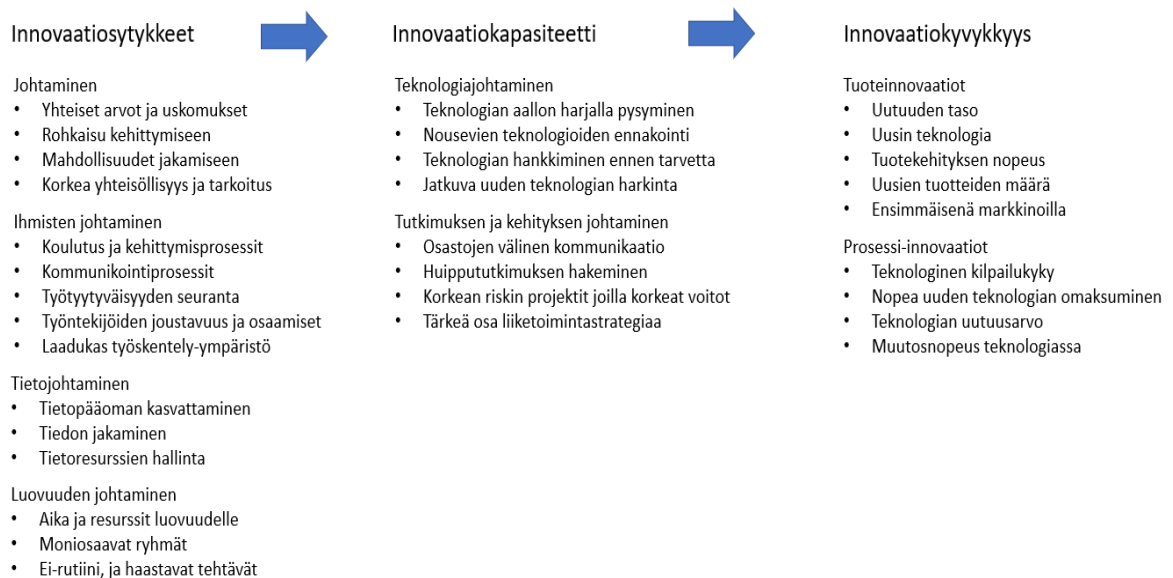 Innovaatiosytykkeet
Johtaminen
• Yhteiset arvot ja uskomukset
• Rohkaisu kehittymiseen
• Mahdollisuudet jakamiseen
• Korkea yhteisöllisyys ja tarkoitus
Ihmisten johtaminen
• Koulutus ja kehittymisprosessit
• Kommunikointiprosessit
• Työtyytyväisyyden seuranta
• Työntekijöiden joustavuus ja osaamiset
• Laadukas työskentely-ympäristö
Tietojohtaminen
• Tietopääoman kasvattaminen
• Tiedon jakaminen
• Tietoresurssien hallinta
Luovuuden johtaminen
• Aika ja resurssit luovuudelle
• Moniosaavat ryhmät
• Ei-rutiini, ja haastavat tehtävät
Innovaatiokapasiteetti
Teknologiajohtaminen
• Teknologian aallon harjalla pysyminen
• Nousevien teknologioiden ennakointi
• Teknologian hankkiminen ennen tarvetta
• Jatkuva uuden teknologian harkinta
Tutkimuksen ja kehityksen johtaminen
• Osastojen välinen kommunikaatio
• Huippututkimuksen hakeminen
• Korkean riskin projektit joilla korkeat voitot
• Tärkeä osa liiketoimintastrategiaa
Innovaatiokyvykkyys
Tuoteinnovaatiot
• Uutuuden taso
• Uusin teknologia
• Tuotekehityksen nopeus
• Uusien tuotteiden määrä
• Ensimmäisenä markkinoilla
Prosessi-innovaatiot
• Teknologinen kilpailukyky
• Nopea uuden teknologian omaksuminen
• Teknologian uutuusarvo
• Muutosnopeus teknologiassa